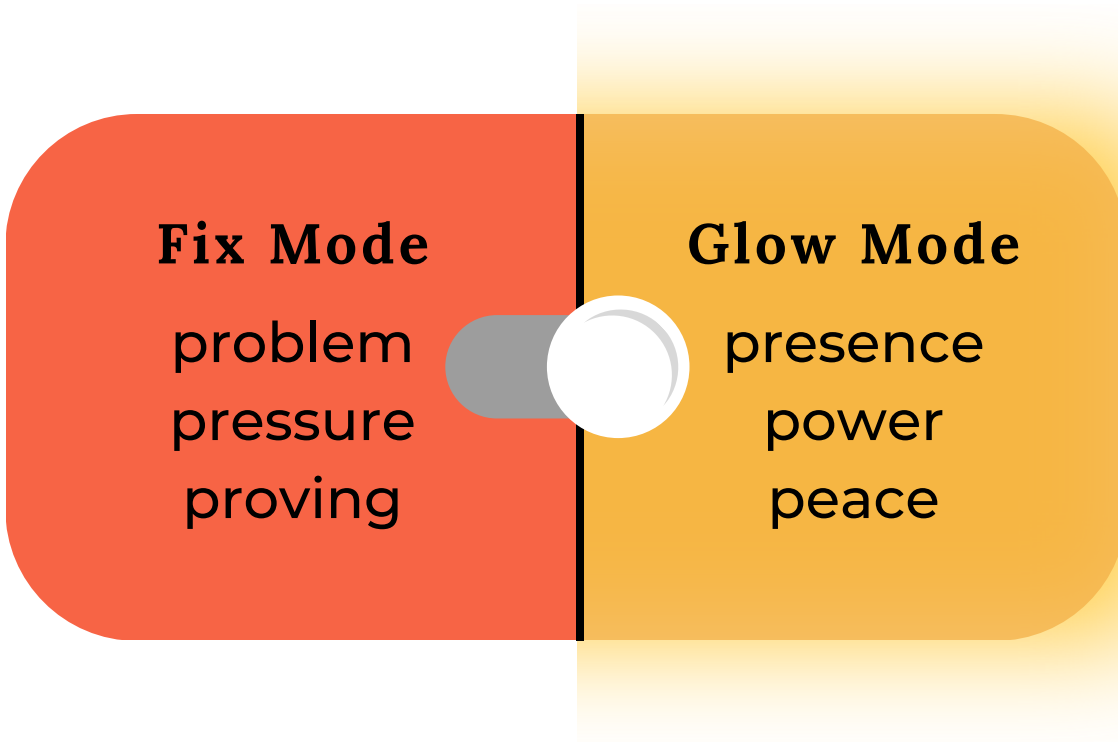 Fix Mode
problem
pressure
proving
Glow Mode
presence
power
peace